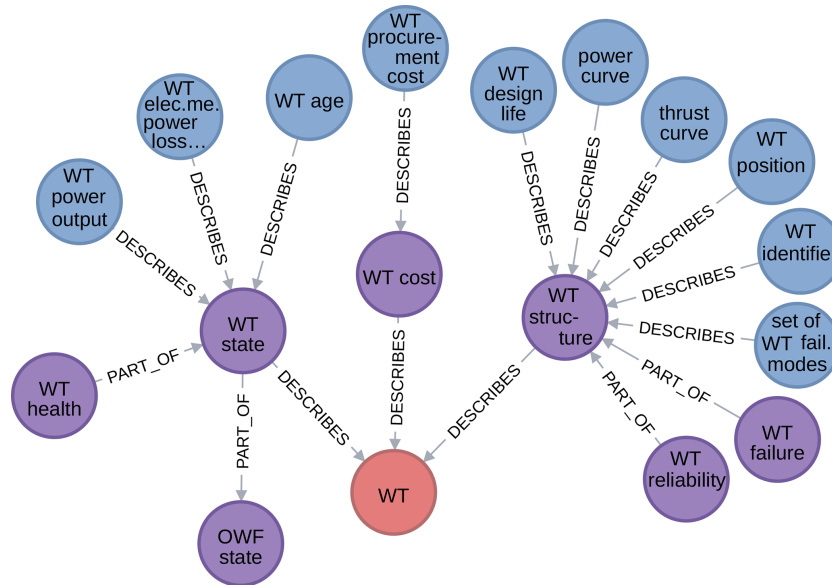 WT
procure-
ment
cost
WT
elec.me.
power
loss…
WT age
WT
design
life
power
curve
thrust
curve
WT
position
WT
power
output
WT
identifie
set of
WT fail.
modes
DESCRIBES
DESCRIBES
DESCRIBES
DESCRIBES
DESCRIBES
DESCRIBES
DESCRIBES
DESCRIBES
DESCRIBES
DESCRIBES
WT cost
WT
state
WT
struc-
ture
WT
health
PART_OF
PART_OF
DESCRIBES
DESCRIBES
DESCRIBES
PART_OF
PART_OF
WT
failure
WT
reliability
WT
OWF
state